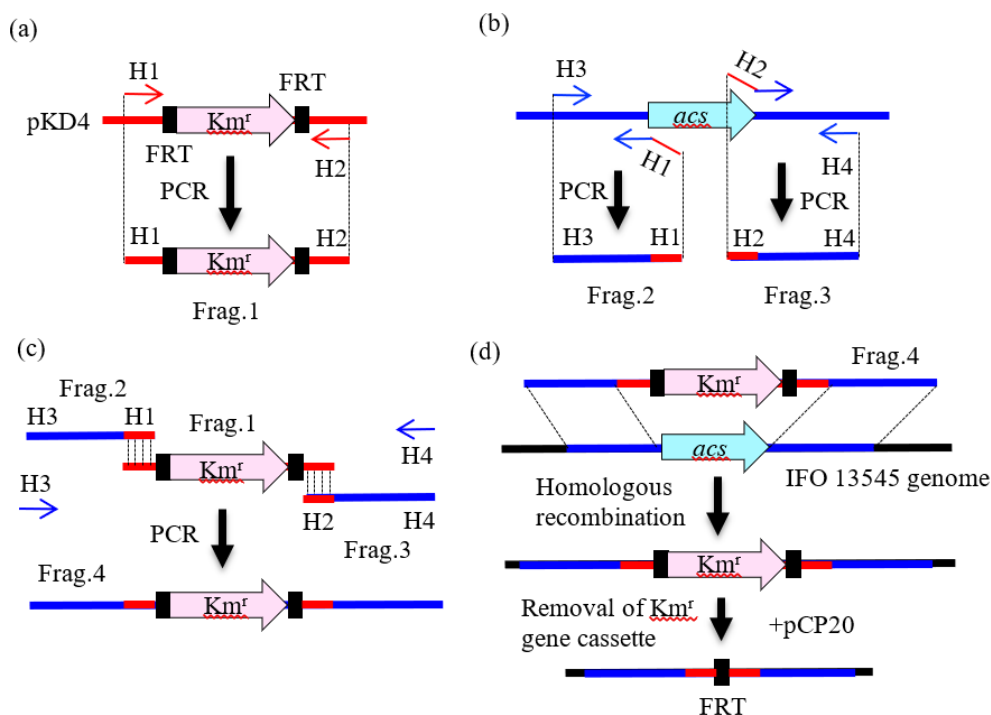 (a)
H1
FRT
pKD4
Kmʳ
FRT
H2
PCR
H1
H2
Kmʳ
Frag.1
(b)
H3
H2
acs
H1
H4
PCR
PCR
H3
H1
H2
H4
Frag.2
Frag.3
(c)
Frag.2
H3
H1
Frag.1
Kmʳ
H4
H3
H2
H4
PCR
Frag.3
Frag.4
Kmʳ
(d)
Frag.4
Kmʳ
acs
IFO 13545 genome
Homologous
recombination
Kmʳ
Removal of Kmʳ
gene cassette
+pCP20
FRT